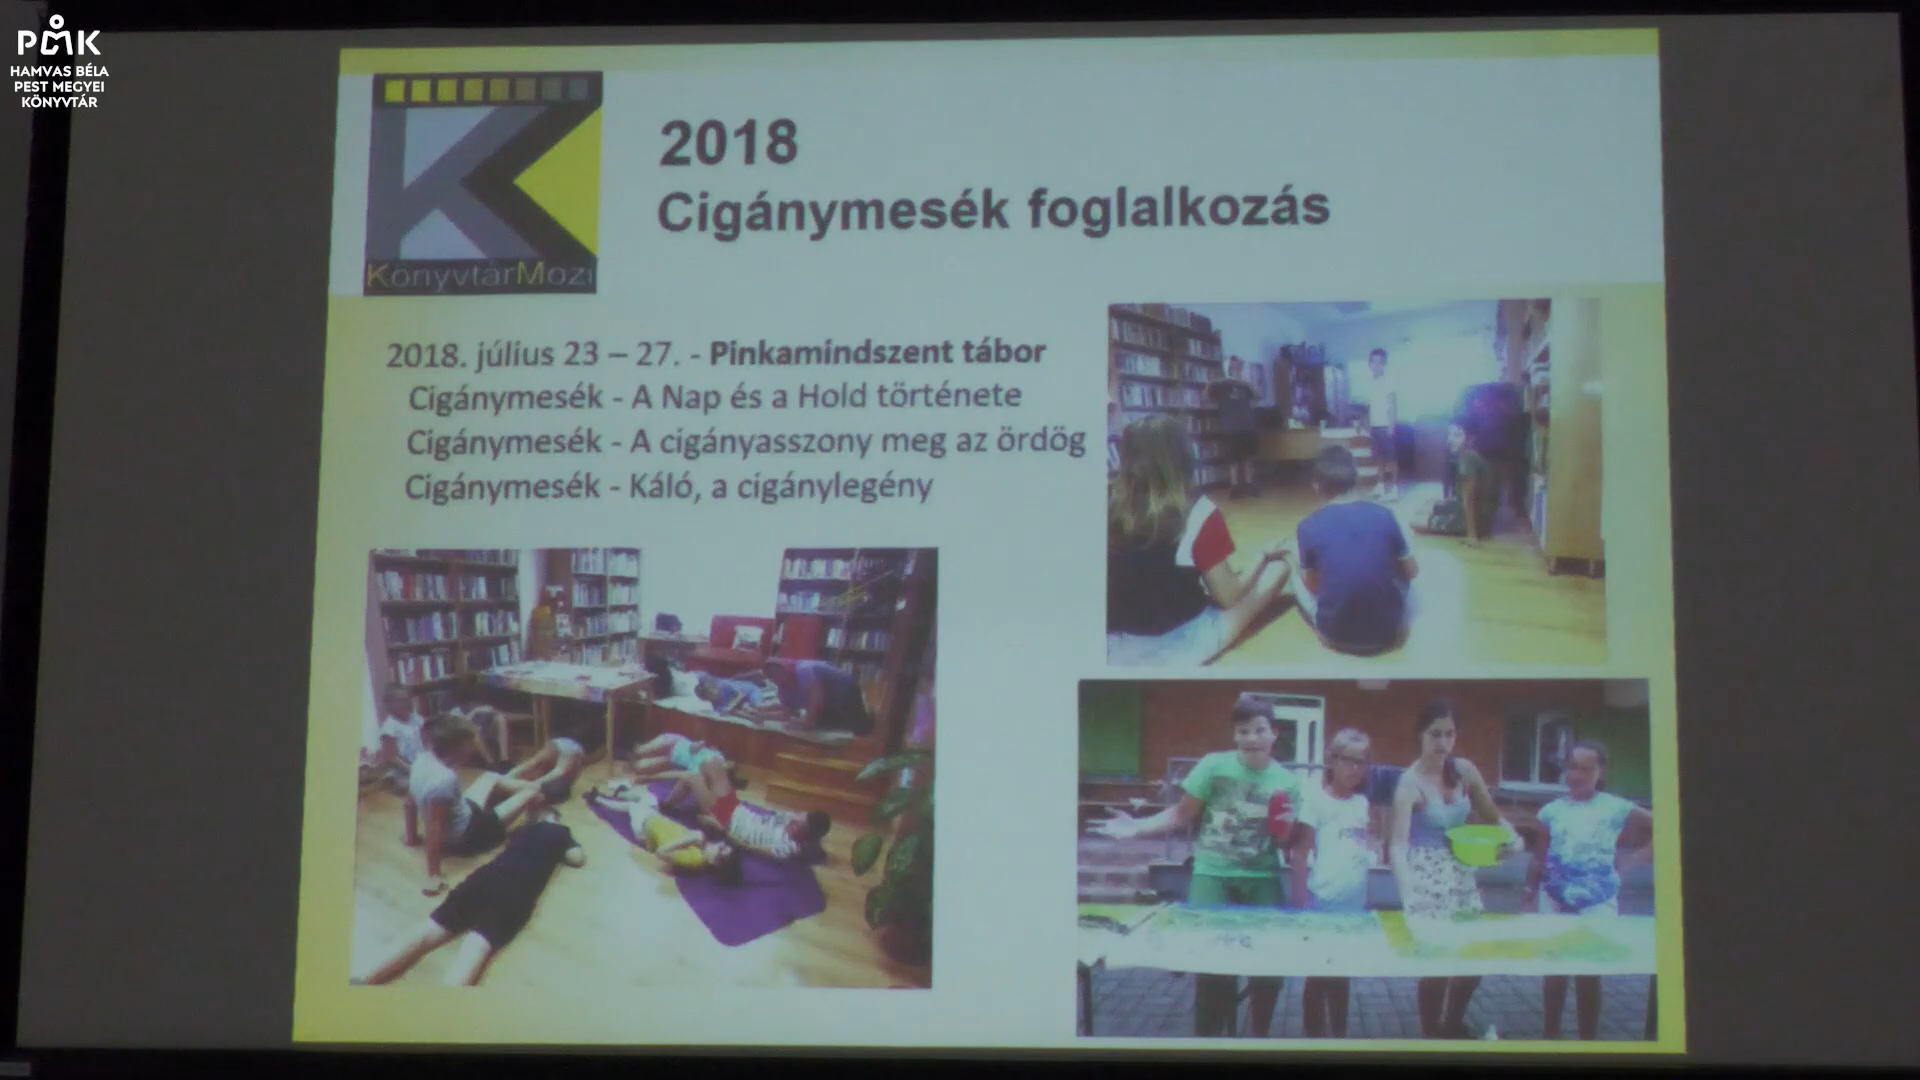 PMK
HAMVAS BÉLA
PEST MEGYEI
KÖNYVTÁR
KönyvtárMozi
2018
Cigánymesék foglalkozás
2018. július 23 – 27. - Pinkamindszent tábor
Cigánymesék - A Nap és a Hold története
Cigánymesék - A cigányasszony meg az ördög
Cigánymesék - Káló, a cigánylegény